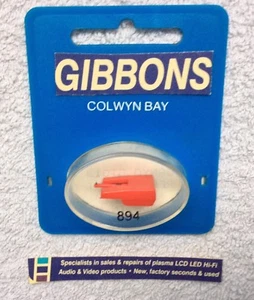 GIBBONS
COLWYN BAY
894
Specialists in sales & repairs of plasma LCD LED Hi-Fi
Audio & Video products • New, factory seconds & used